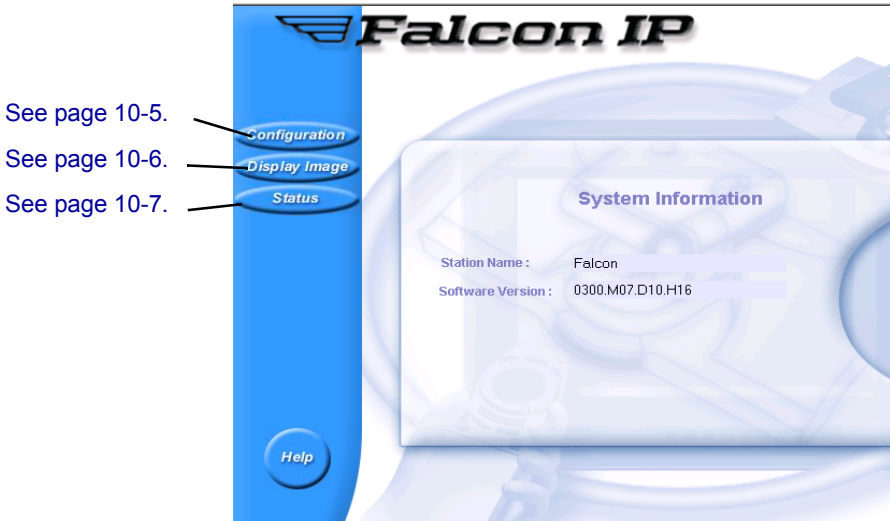 Falcon IP
See page 10-5.
Configuration
See page 10-6.
Display Image
See page 10-7.
Status
System Information
Station Name : Falcon
Software Version : 0300.M07.D10.H16
Help